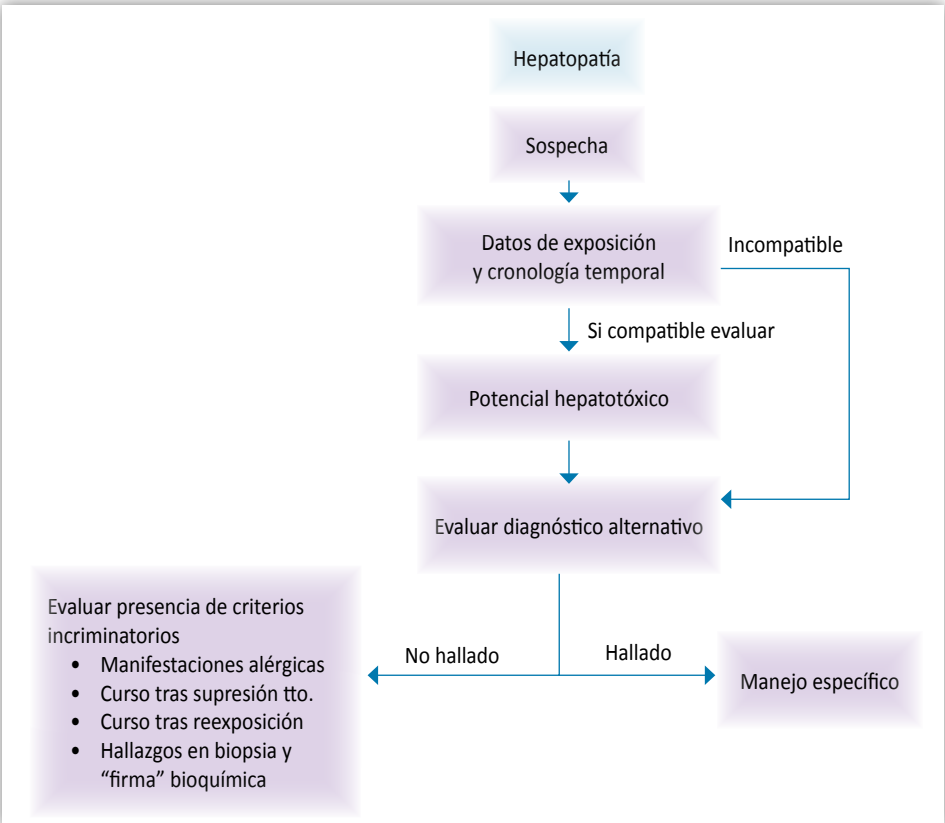 Hepatopatía
Sospecha
Datos de exposición
y cronología temporal
Incompatible
Si compatible evaluar
Potencial hepatotóxico
Evaluar diagnóstico alternativo
Evaluar presencia de criterios
incriminatorios
• Manifestaciones alérgicas
• Curso tras supresión tto.
• Curso tras reexposición
• Hallazgos en biopsia y
“firma” bioquímica
No hallado
Hallado
Manejo específico